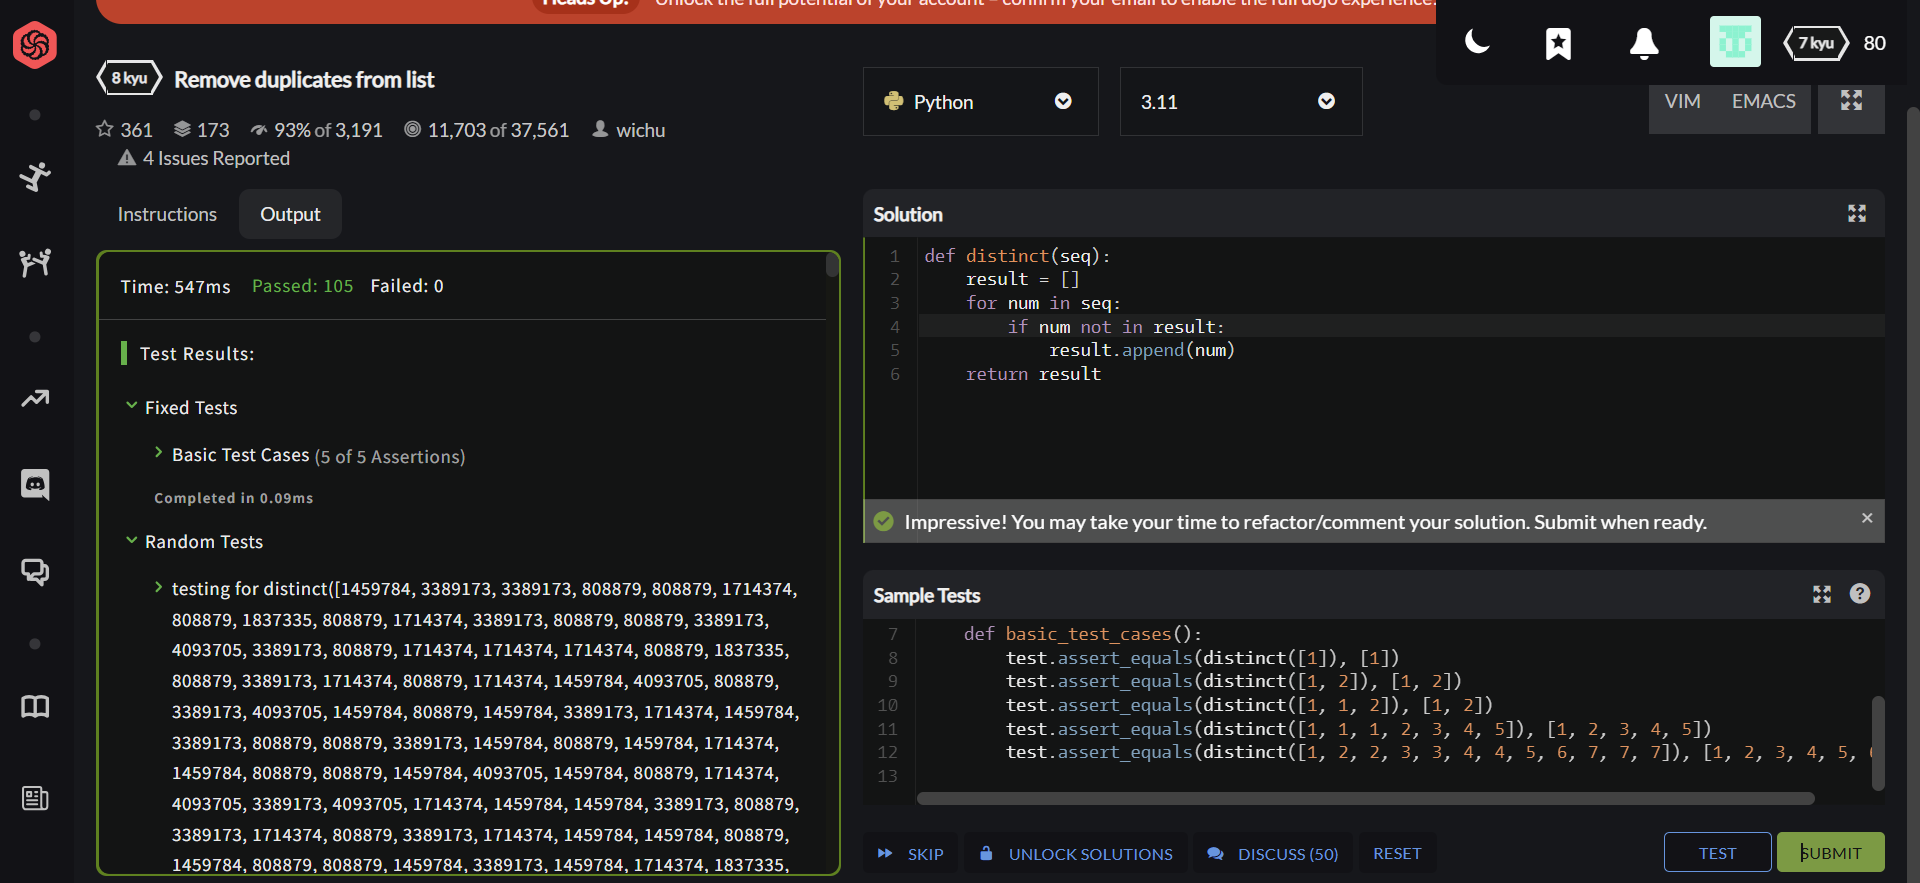 Heads Up! Unlock the full potential of your account – confirm your email to enable the full dojo experience.
7 kyu 80
8 kyu Remove duplicates from list
361 173 93% of 3,191 11,703 of 37,561 wichu
4 Issues Reported
Python 3.11 VIM EMACS
Instructions Output
Time: 547ms Passed: 105 Failed: 0
Test Results:
Fixed Tests
Basic Test Cases (5 of 5 Assertions)
Completed in 0.09ms
Random Tests
testing for distinct([1459784, 3389173, 3389173, 808879, 808879, 1714374,
808879, 1837335, 808879, 1714374, 3389173, 808879, 808879, 3389173,
4093705, 3389173, 808879, 1714374, 1714374, 1714374, 808879, 1837335,
808879, 3389173, 1714374, 808879, 1714374, 1459784, 4093705, 808879,
3389173, 4093705, 1459784, 808879, 1459784, 3389173, 1714374, 1459784,
3389173, 808879, 808879, 3389173, 1459784, 808879, 1459784, 1714374,
1459784, 808879, 808879, 1459784, 4093705, 1459784, 808879, 1714374,
4093705, 3389173, 4093705, 1714374, 1459784, 1459784, 3389173, 808879,
3389173, 1714374, 808879, 3389173, 1714374, 1459784, 1459784, 808879,
1459784, 808879, 808879, 1459784, 3389173, 1459784, 1714374, 1837335,
Solution
1 def distinct(seq):
2 result = []
3 for num in seq:
4 if num not in result:
5 result.append(num)
6 return result
Impressive! You may take your time to refactor/comment your solution. Submit when ready.
Sample Tests
7 def basic_test_cases():
8 test.assert_equals(distinct([1]), [1])
9 test.assert_equals(distinct([1, 2]), [1, 2])
10 test.assert_equals(distinct([1, 1, 2]), [1, 2])
11 test.assert_equals(distinct([1, 1, 1, 2, 3, 4, 5]), [1, 2, 3, 4, 5])
12 test.assert_equals(distinct([1, 2, 2, 3, 3, 4, 4, 5, 6, 7, 7, 7]), [1, 2, 3, 4, 5,
13
SKIP UNLOCK SOLUTIONS DISCUSS (50) RESET TEST SUBMIT